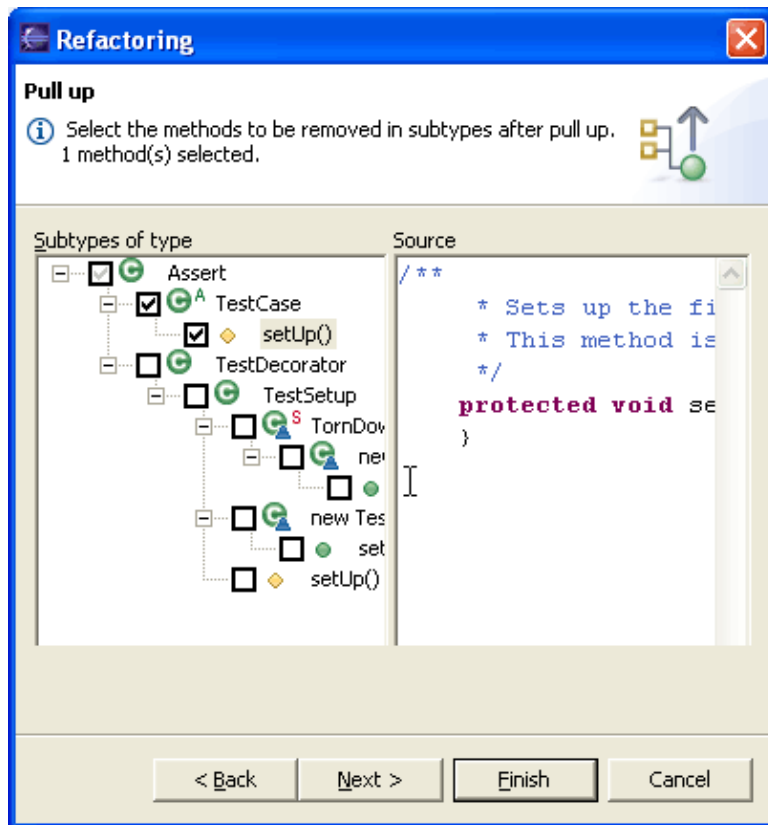 Refactoring
Pull up
Select the methods to be removed in subtypes after pull up.
1 method(s) selected.
Subtypes of type
Source
Assert
TestCase
setUp()
TestDecorator
TestSetup
TornDow
new
new Tes
set
setUp()
/**
* Sets up the fi
* This method is
*/
protected void se
}
< Back
Next >
Finish
Cancel